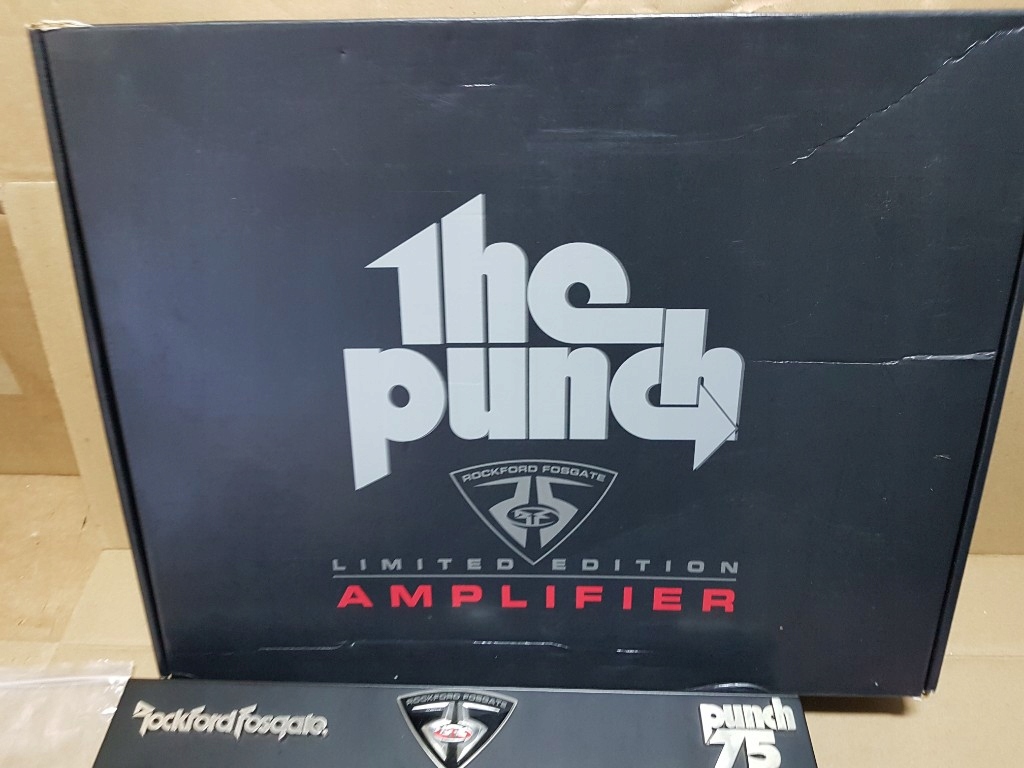 the
punch
ROCKFORD FOSGATE
LIMITED EDITION
AMPLIFIER
Rockford Fosgate.
ROCKFORD FOSGATE
punch
75